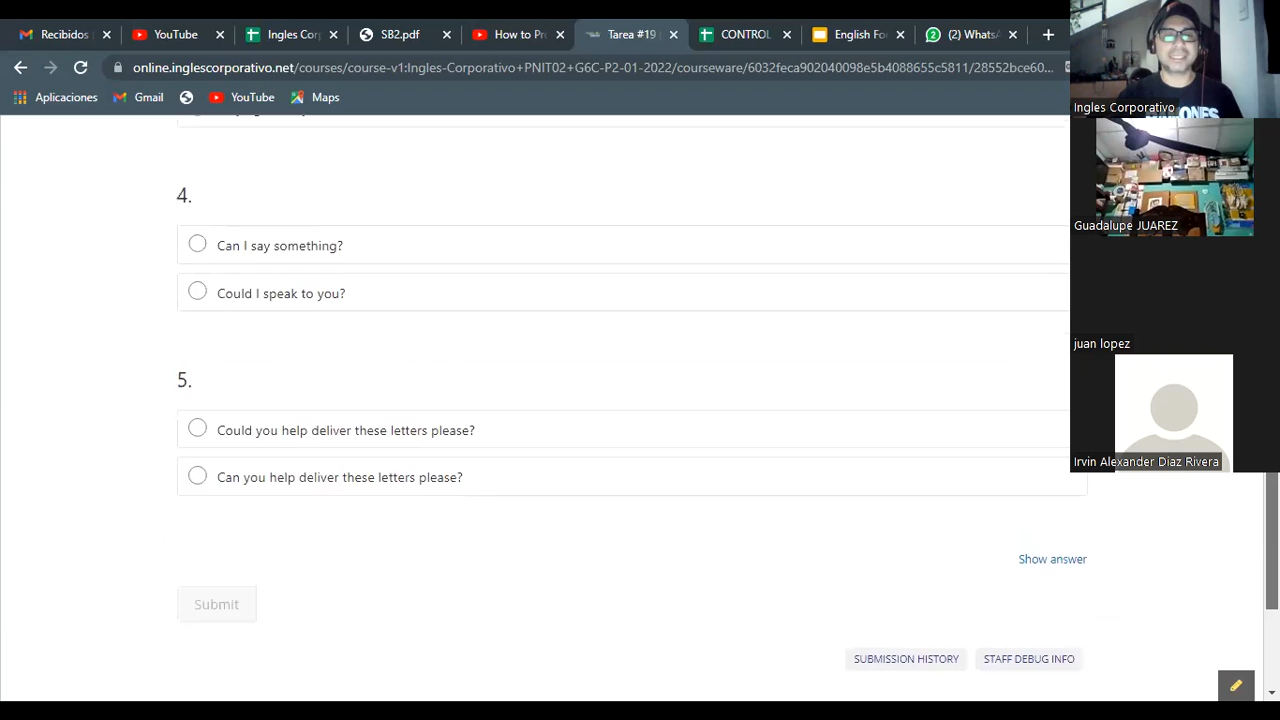 Recibidos
YouTube
Ingles Corp
SB2.pdf
How to Pr
Tarea #19
CONTROL
English Fo
(2) Whats
online.inglescorporativo.net/courses/course-v1:Ingles-Corporativo+PNIT02+G6C-P2-01-2022/courseware/6032feca902040098e5b4088655c5811/28552bce60...
Aplicaciones
Gmail
YouTube
Maps
Ingles Corporativo
Guadalupe JUAREZ
juan lopez
Irvin Alexander Diaz Rivera
4.
Can I say something?
Could I speak to you?
5.
Could you help deliver these letters please?
Can you help deliver these letters please?
Show answer
Submit
SUBMISSION HISTORY
STAFF DEBUG INFO